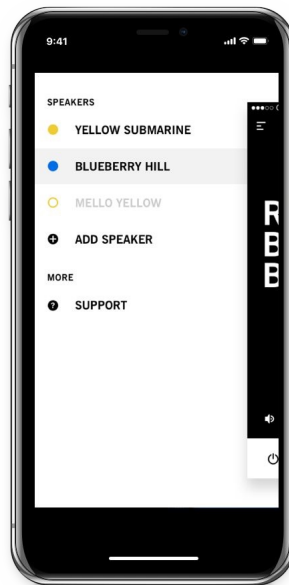 9:41
SPEAKERS
YELLOW SUBMARINE
BLUEBERRY HILL
MELLO YELLOW
ADD SPEAKER
MORE
SUPPORT
R
B
B